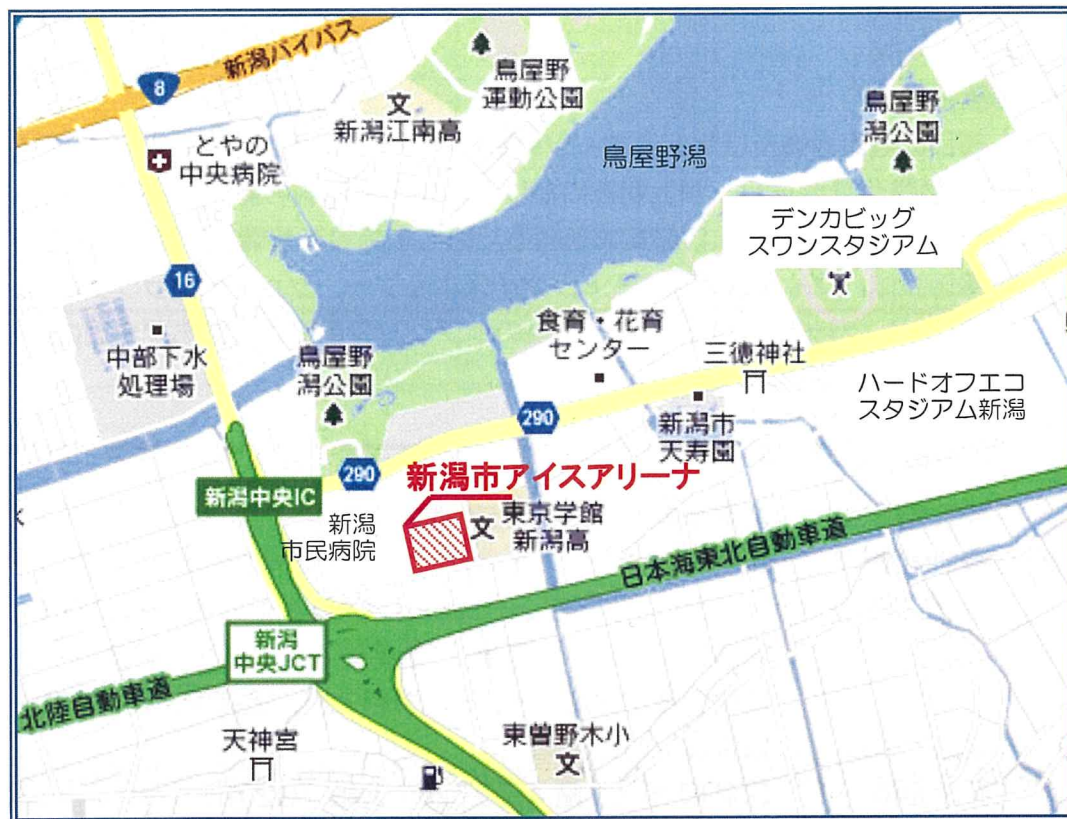 新潟バイパス
8
鳥屋野
運動公園
文
新潟江南高
とやの
中央病院
鳥屋野潟
鳥屋野
潟公園
デンカビッグ
スワンスタジアム
16
中部下水
処理場
鳥屋野
潟公園
食育・花育
センター
三徳神社
ハードオフエコ
スタジアム新潟
290
新潟市
天寿園
290
新潟市アイスアリーナ
新潟中央IC
新潟
市民病院
文
東京学館
新潟高
日本海東北自動車道
新潟
中央JCT
北陸自動車道
天神宮
東曽野木小
文